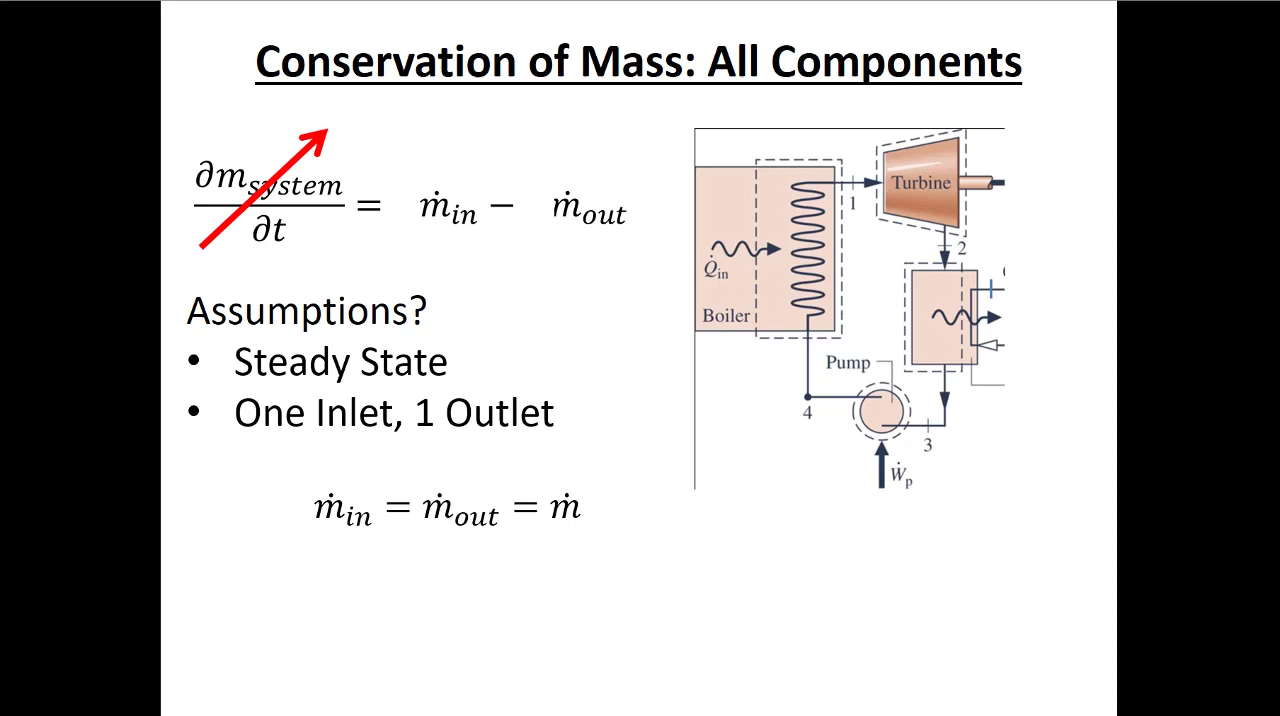 Conservation of Mass: All Components
∂m_system/∂t = ṁ_in − ṁ_out
Assumptions?
• Steady State
• One Inlet, 1 Outlet
ṁ_in = ṁ_out = ṁ
Turbine
1
2
Q̇_in
Boiler
Pump
4
3
Ẇ_p